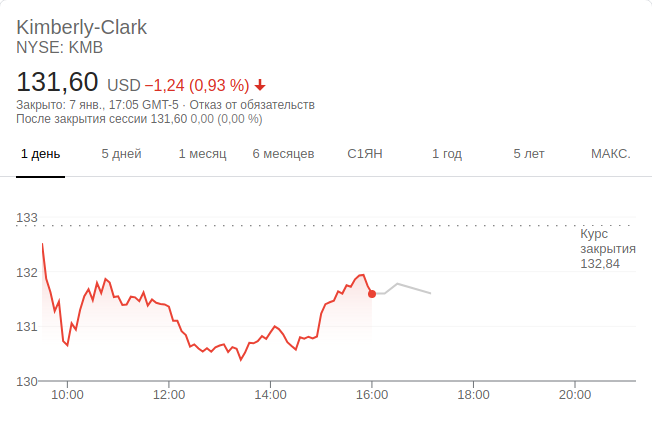 Kimberly-Clark
NYSE: KMB
131,60 USD −1,24 (0,93 %)
Закрыто: 7 янв., 17:05 GMT-5 · Отказ от обязательств
После закрытия сессии 131,60 0,00 (0,00 %)
1 день 5 дней 1 месяц 6 месяцев С1ЯН 1 год 5 лет МАКС.
133
Курс
закрытия
132,84
132
131
130
10:00 12:00 14:00 16:00 18:00 20:00